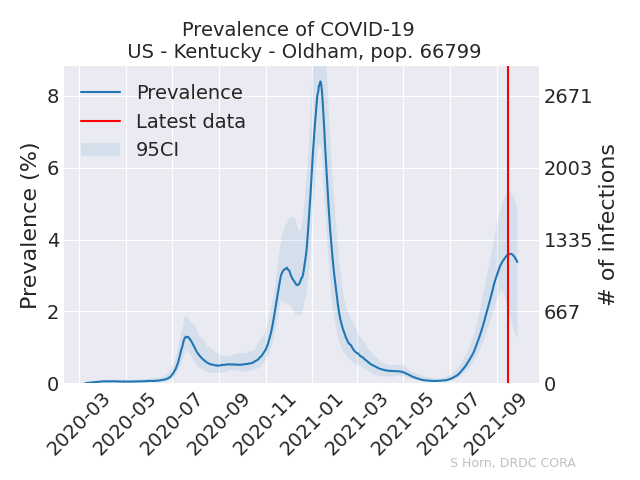 Prevalence of COVID-19
US - Kentucky - Oldham, pop. 66799
Prevalence
Latest data
95CI
Prevalence (%)
8
6
4
2
0
2671
2003
1335
667
0
# of infections
2020-03
2020-05
2020-07
2020-09
2020-11
2021-01
2021-03
2021-05
2021-07
2021-09
S Horn, DRDC CORA